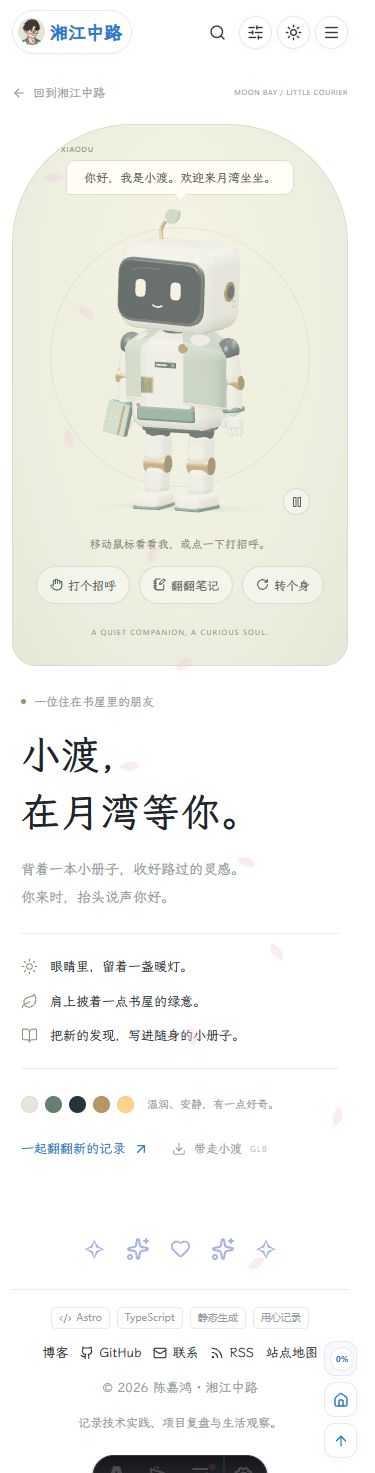 湘江中路
回到湘江中路
MOON BAY / LITTLE COURIER
XIAODU
你好，我是小渡。欢迎来月湾坐坐。
移动鼠标看看我，或点一下打招呼。
打个招呼
翻翻笔记
转个身
A QUIET COMPANION, A CURIOUS SOUL.
一位住在书屋里的朋友
小渡，
在月湾等你。
背着一本小册子，收好路过的灵感。
你来时，抬头说声你好。
眼睛里，留着一盏暖灯。
肩上披着一点书屋的绿意。
把新的发现，写进随身的小册子。
温润、安静，有一点好奇。
一起翻翻新的记录
带走小渡 GLB
Astro
TypeScript
静态生成
用心记录
博客
GitHub
联系
RSS
站点地图
0%
© 2026 陈嘉鸿·湘江中路
记录技术实践、项目复盘与生活观察。